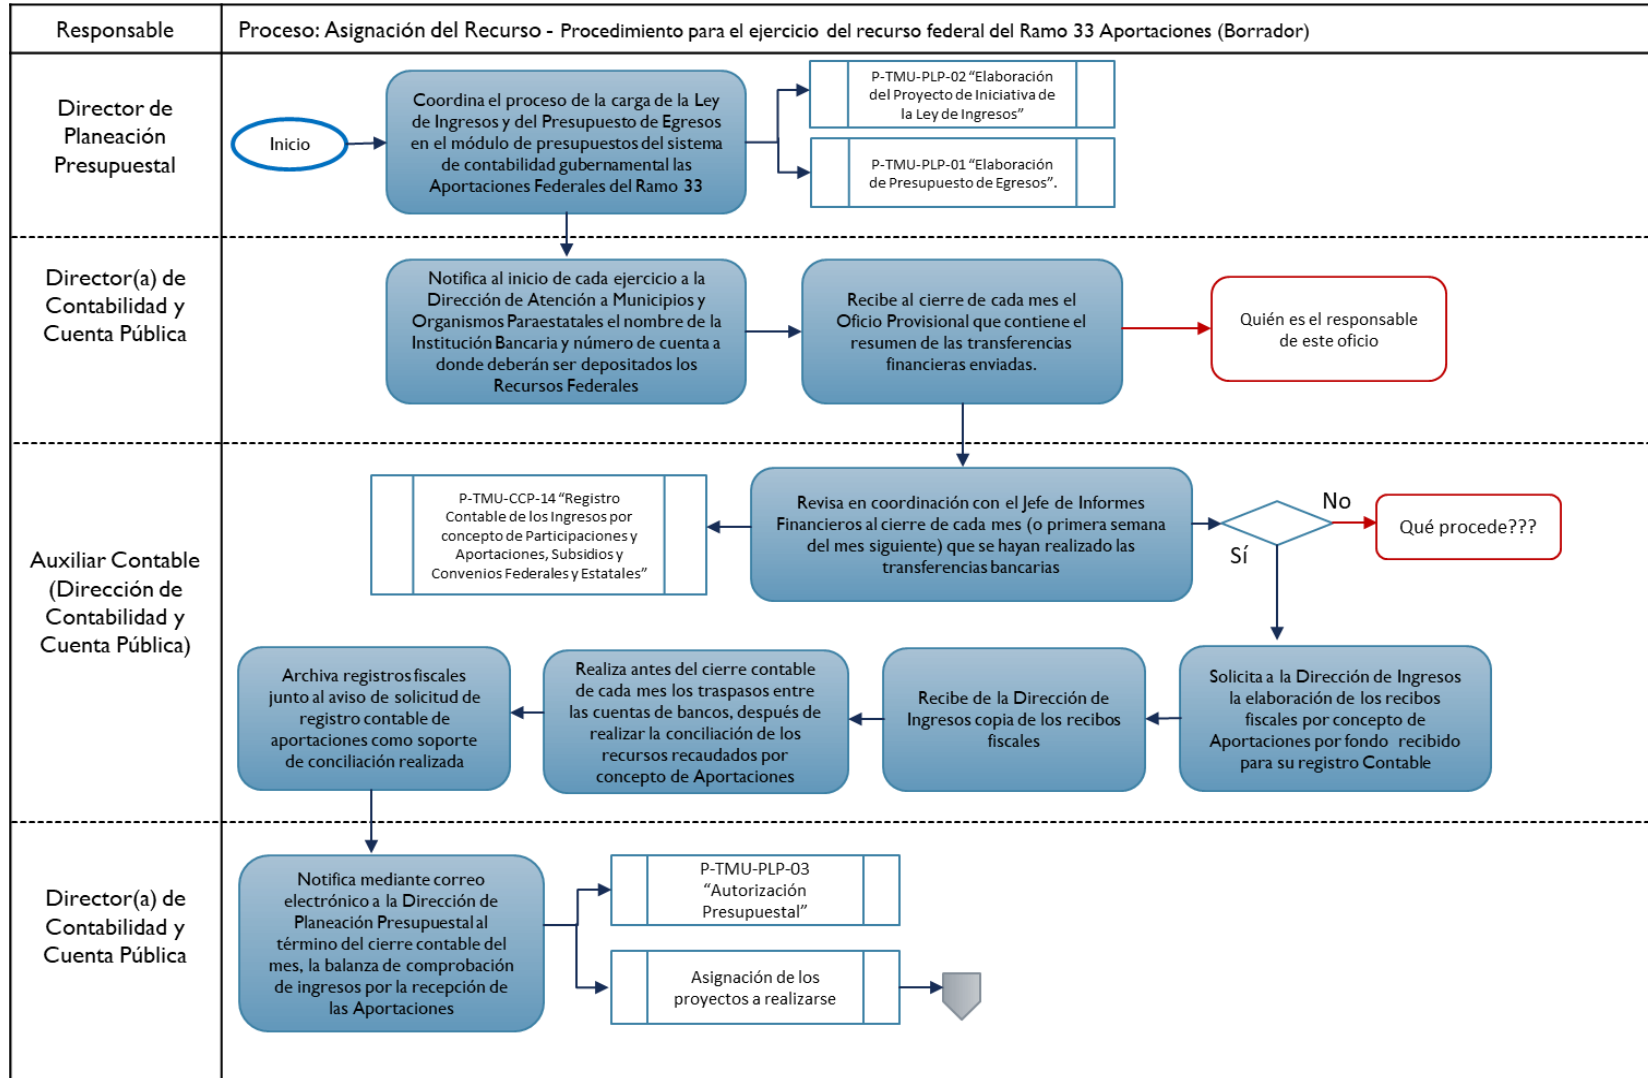 Responsable
Proceso: Asignación del Recurso - Procedimiento para el ejercicio del recurso federal del Ramo 33 Aportaciones (Borrador)
Director de
Planeación
Presupuestal
Inicio
Coordina el proceso de la carga de la Ley
de Ingresos y del Presupuesto de Egresos
en el módulo de presupuestos del sistema
de contabilidad gubernamental las
Aportaciones Federales del Ramo 33
P-TMU-PLP-02 “Elaboración
del Proyecto de Iniciativa de
la Ley de Ingresos”
P-TMU-PLP-01 “Elaboración
de Presupuesto de Egresos”.
Director(a) de
Contabilidad y
Cuenta Pública
Notifica al inicio de cada ejercicio a la
Dirección de Atención a Municipios y
Organismos Paraestatales el nombre de la
Institución Bancaria y número de cuenta a
donde deberán ser depositados los
Recursos Federales
Recibe al cierre de cada mes el
Oficio Provisional que contiene el
resumen de las transferencias
financieras enviadas.
Quién es el responsable
de este oficio
Auxiliar Contable
(Dirección de
Contabilidad y
Cuenta Pública)
P-TMU-CCP-14 “Registro
Contable de los Ingresos por
concepto de Participaciones y
Aportaciones, Subsidios y
Convenios Federales y Estatales”
Revisa en coordinación con el Jefe de Informes
Financieros al cierre de cada mes (o primera semana
del mes siguiente) que se hayan realizado las
transferencias bancarias
No
Sí
Qué procede???
Solicita a la Dirección de Ingresos
la elaboración de los recibos
fiscales por concepto de
Aportaciones por fondo recibido
para su registro Contable
Recibe de la Dirección de
Ingresos copia de los recibos
fiscales
Realiza antes del cierre contable
de cada mes los traspasos entre
las cuentas de bancos, después de
realizar la conciliación de los
recursos recaudados por
concepto de Aportaciones
Archiva registros fiscales
junto al aviso de solicitud de
registro contable de
aportaciones como soporte
de conciliación realizada
Director(a) de
Contabilidad y
Cuenta Pública
Notifica mediante correo
electrónico a la Dirección de
Planeación Presupuestal al
término del cierre contable del
mes, la balanza de comprobación
de ingresos por la recepción de
las Aportaciones
P-TMU-PLP-03
“Autorización
Presupuestal”
Asignación de los
proyectos a realizarse